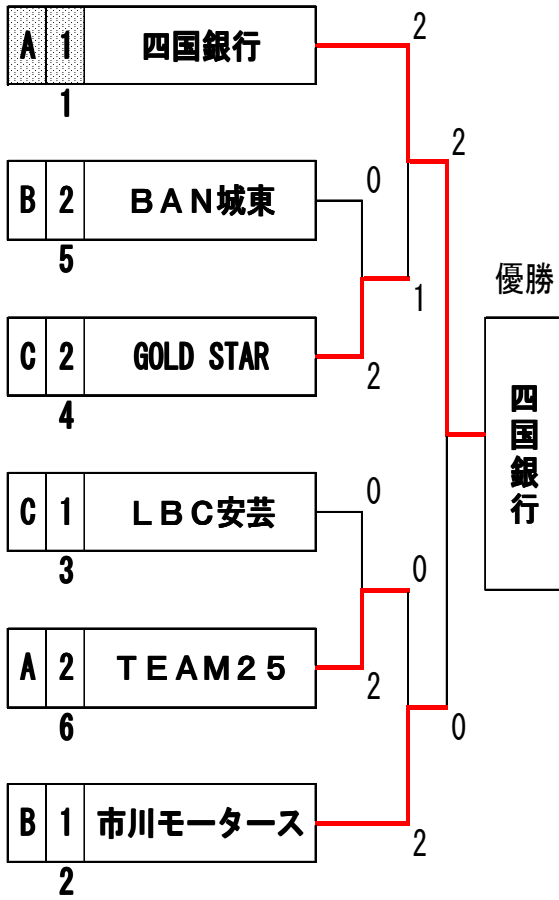 A 1 四国銀行
1
2
2
B 2 ＢＡＮ城東
5
0
優勝
1
C 2 GOLD STAR
4
2
四国銀行
C 1 ＬＢＣ安芸
3
0
0
A 2 ＴＥＡＭ２５
6
2
0
B 1 市川モータース
2
2